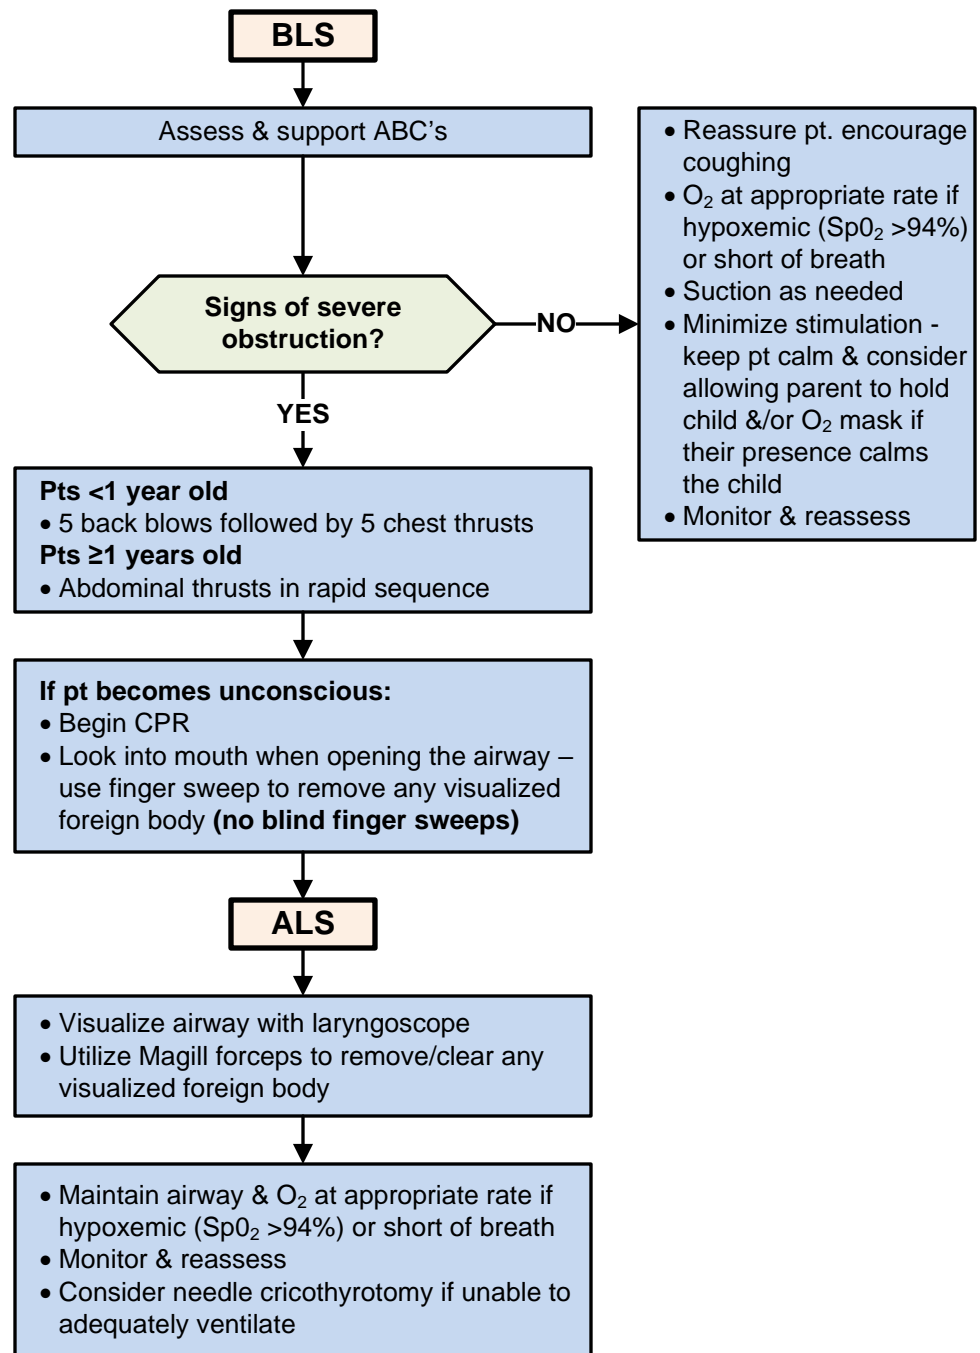 BLS
Assess & support ABC's
Signs of severe
obstruction?
NO
• Reassure pt. encourage
coughing
• O₂ at appropriate rate if
hypoxemic (Sp0₂ >94%)
or short of breath
• Suction as needed
• Minimize stimulation -
keep pt calm & consider
allowing parent to hold
child &/or O₂ mask if
their presence calms
the child
• Monitor & reassess
YES
Pts <1 year old
• 5 back blows followed by 5 chest thrusts
Pts ≥1 years old
• Abdominal thrusts in rapid sequence
If pt becomes unconscious:
• Begin CPR
• Look into mouth when opening the airway –
use finger sweep to remove any visualized
foreign body (no blind finger sweeps)
ALS
• Visualize airway with laryngoscope
• Utilize Magill forceps to remove/clear any
visualized foreign body
• Maintain airway & O₂ at appropriate rate if
hypoxemic (Sp0₂ >94%) or short of breath
• Monitor & reassess
• Consider needle cricothyrotomy if unable to
adequately ventilate